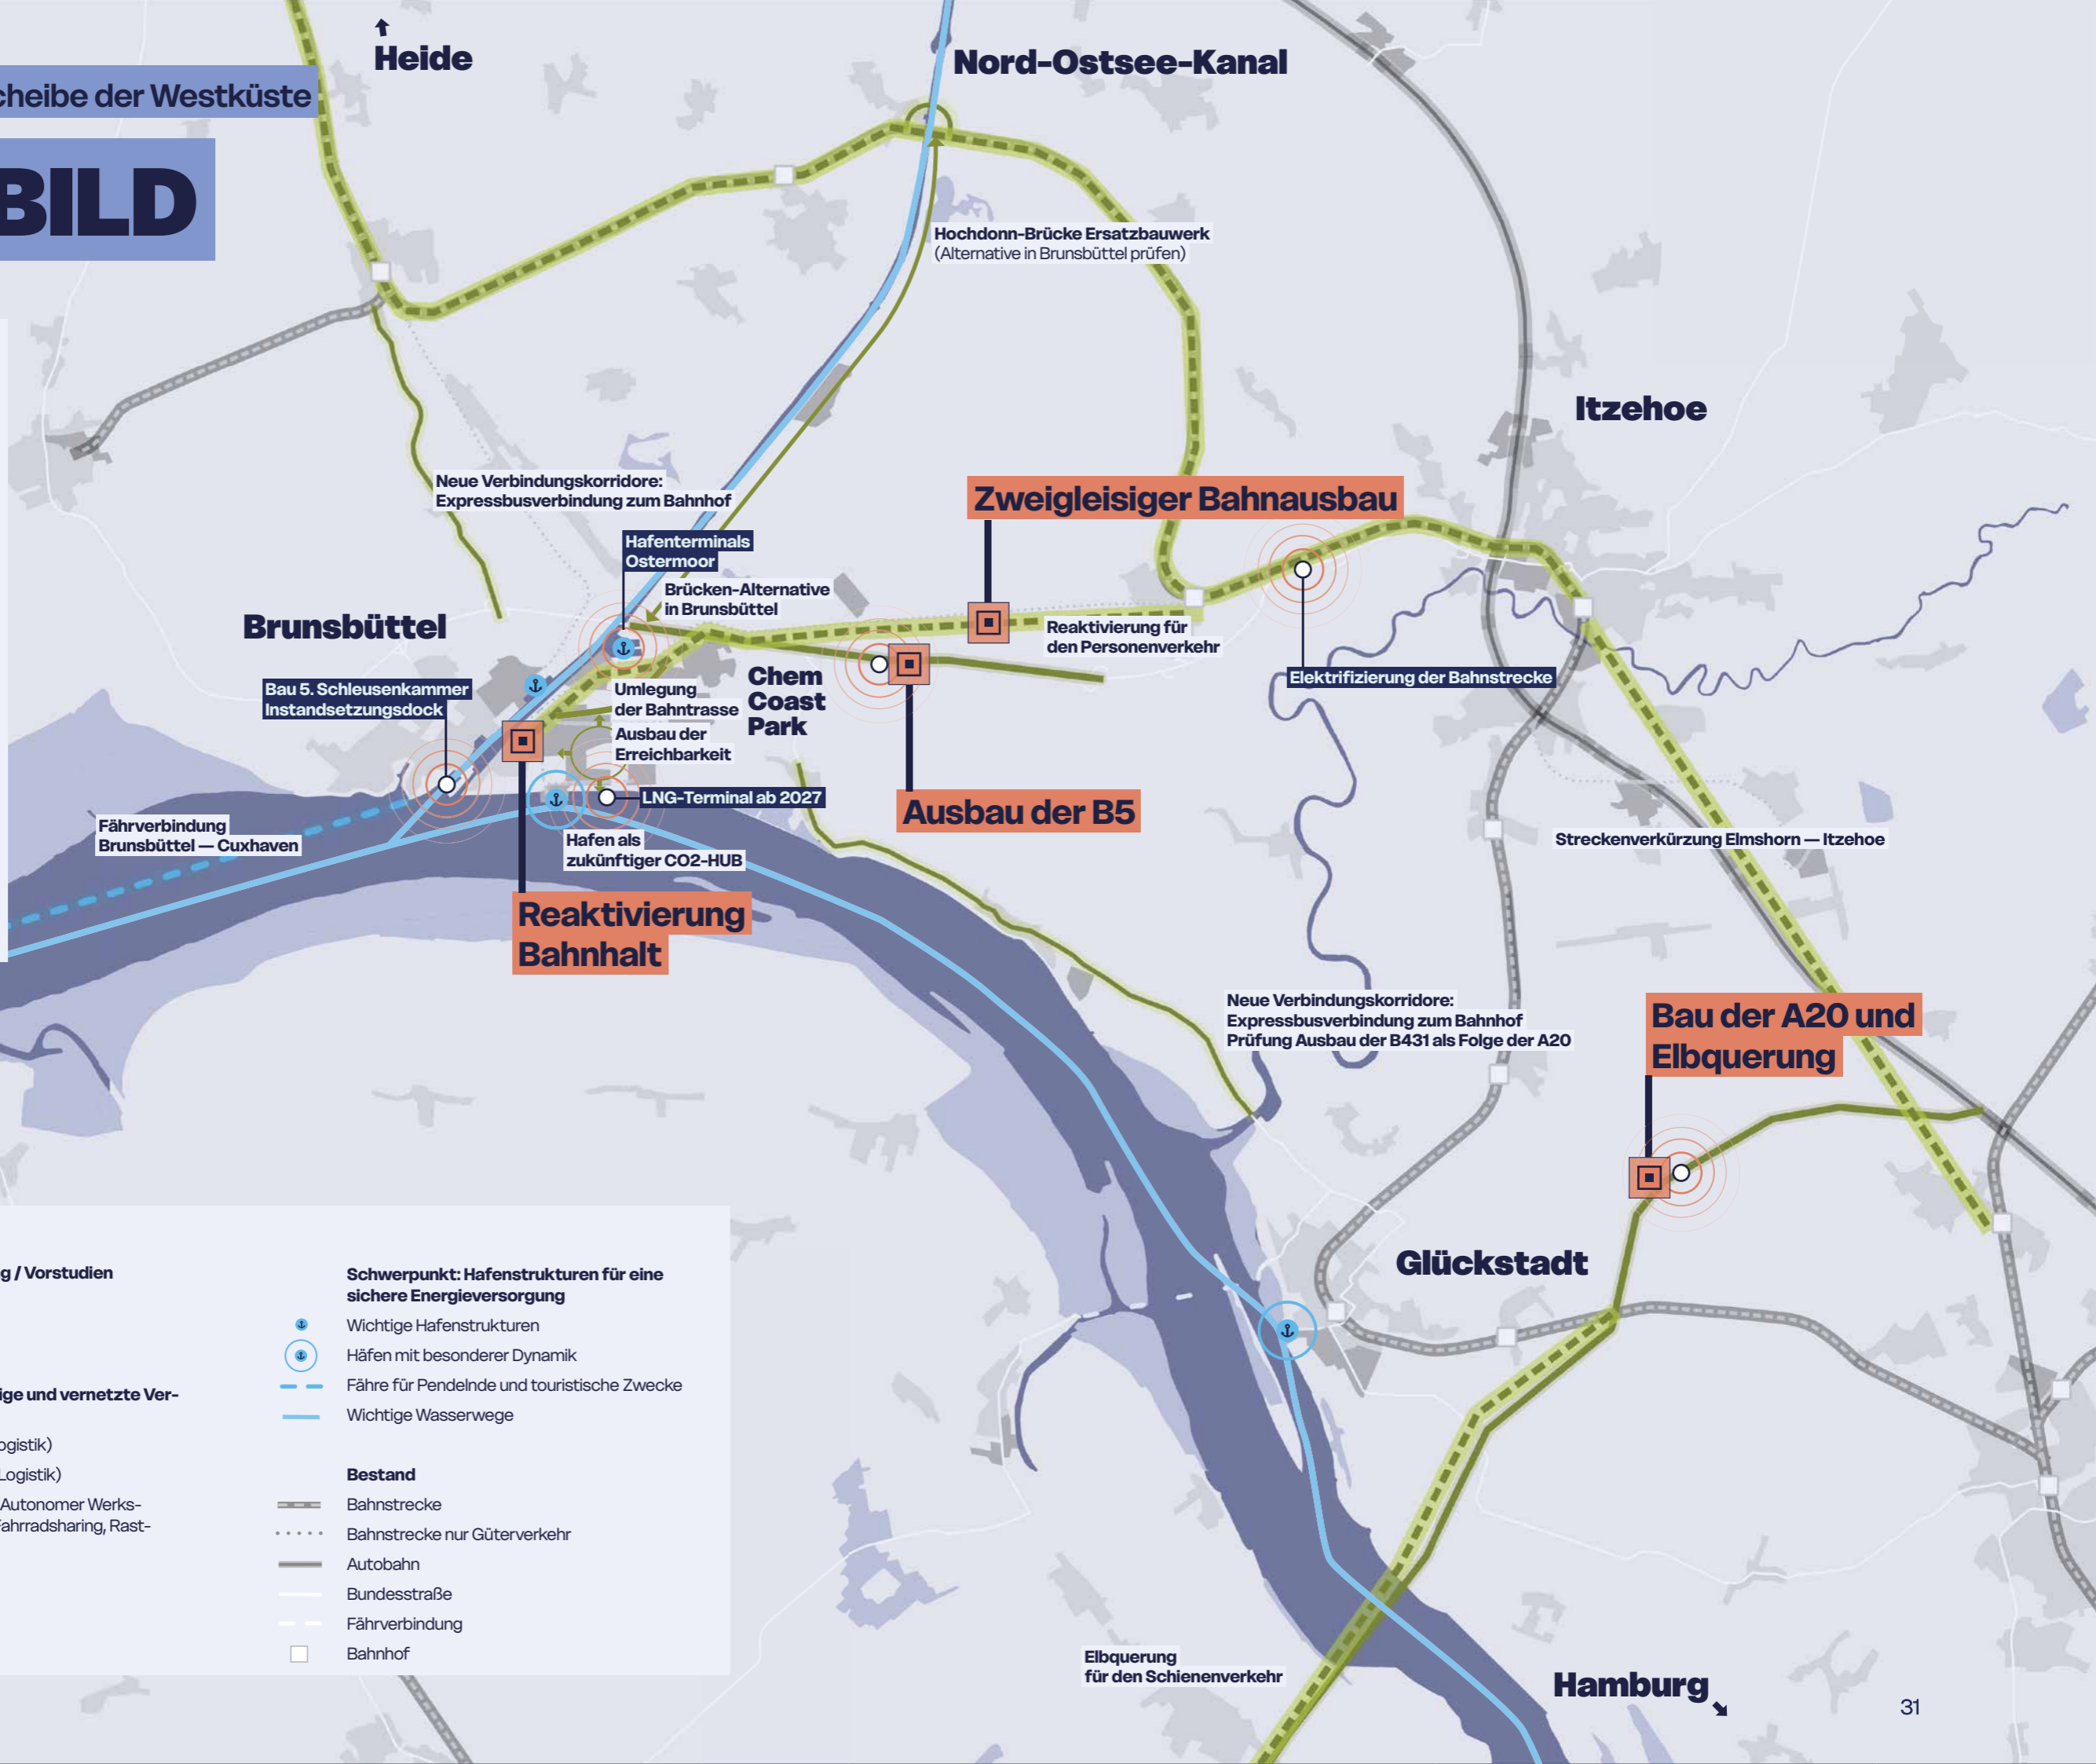 Heide
Nord-Ostsee-Kanal
cheibe der Westküste
BILD
Hochdonn-Brücke Ersatzbauwerk
(Alternative in Brunsbüttel prüfen)
Itzehoe
Neue Verbindungskorridore:
Expressbusverbindung zum Bahnhof
Zweigleisiger Bahnausbau
Hafenterminals
Ostermoor
Brücken-Alternative
in Brunsbüttel
Brunsbüttel
Reaktivierung für
den Personenverkehr
Chem
Coast
Park
Elektrifizierung der Bahnstrecke
Bau 5. Schleusenkammer
Instandsetzungsdock
Umlegung
der Bahntrasse
Ausbau der
Erreichbarkeit
LNG-Terminal ab 2027
Ausbau der B5
Fährverbindung
Brunsbüttel — Cuxhaven
Hafen als
zukünftiger CO2-HUB
Streckenverkürzung Elmshorn — Itzehoe
Reaktivierung
Bahnhalt
Neue Verbindungskorridore:
Expressbusverbindung zum Bahnhof
Prüfung Ausbau der B431 als Folge der A20
Bau der A20 und
Elbquerung
Glückstadt
g / Vorstudien
ige und vernetzte Ver-
ogistik)
Logistik)
Autonomer Werks-
Fahrradsharing, Rast-
Schwerpunkt: Hafenstrukturen für eine
sichere Energieversorgung
Wichtige Hafenstrukturen
Häfen mit besonderer Dynamik
Fähre für Pendelnde und touristische Zwecke
Wichtige Wasserwege
Bestand
Bahnstrecke
Bahnstrecke nur Güterverkehr
Autobahn
Bundesstraße
Fährverbindung
Bahnhof
Elbquerung
für den Schienenverkehr
Hamburg
31